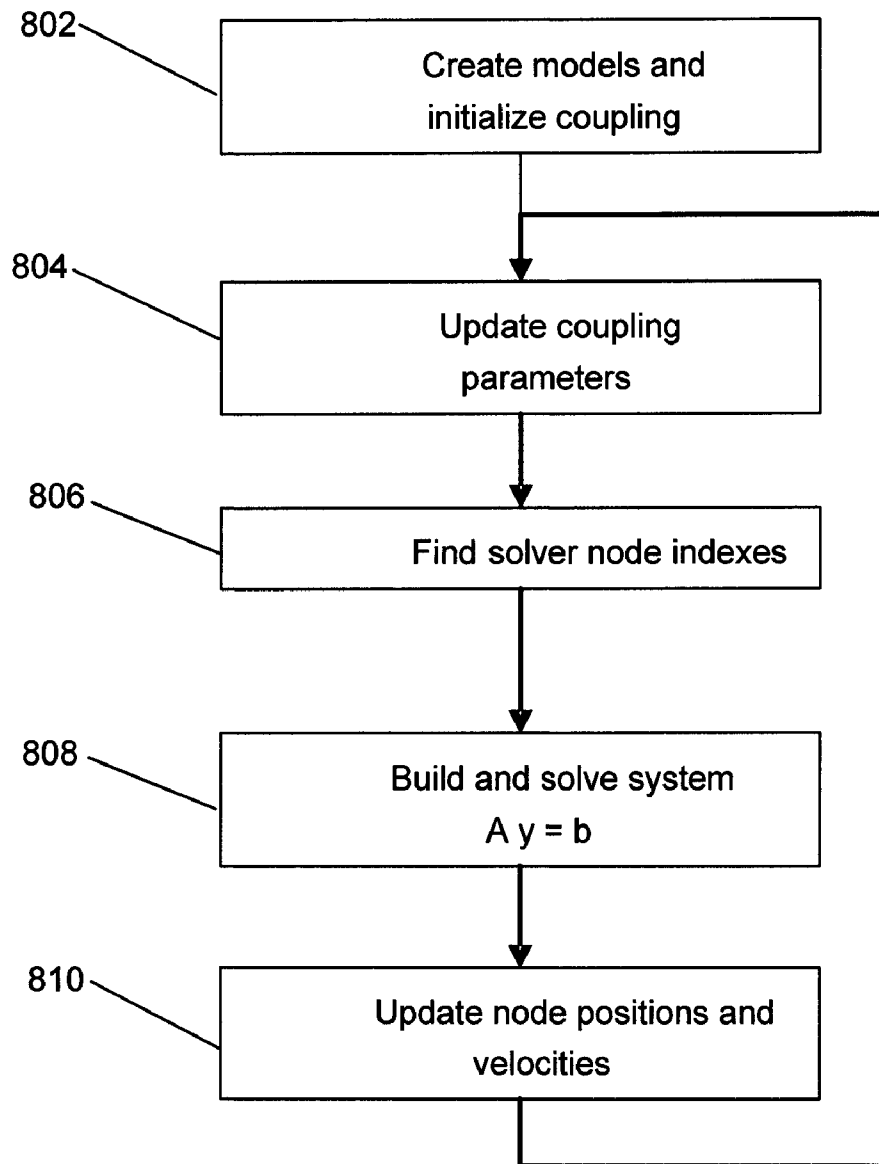 802
Create models and
initialize coupling
804
Update coupling
parameters
806
Find solver node indexes
808
Build and solve system
A y = b
810
Update node positions and
velocities